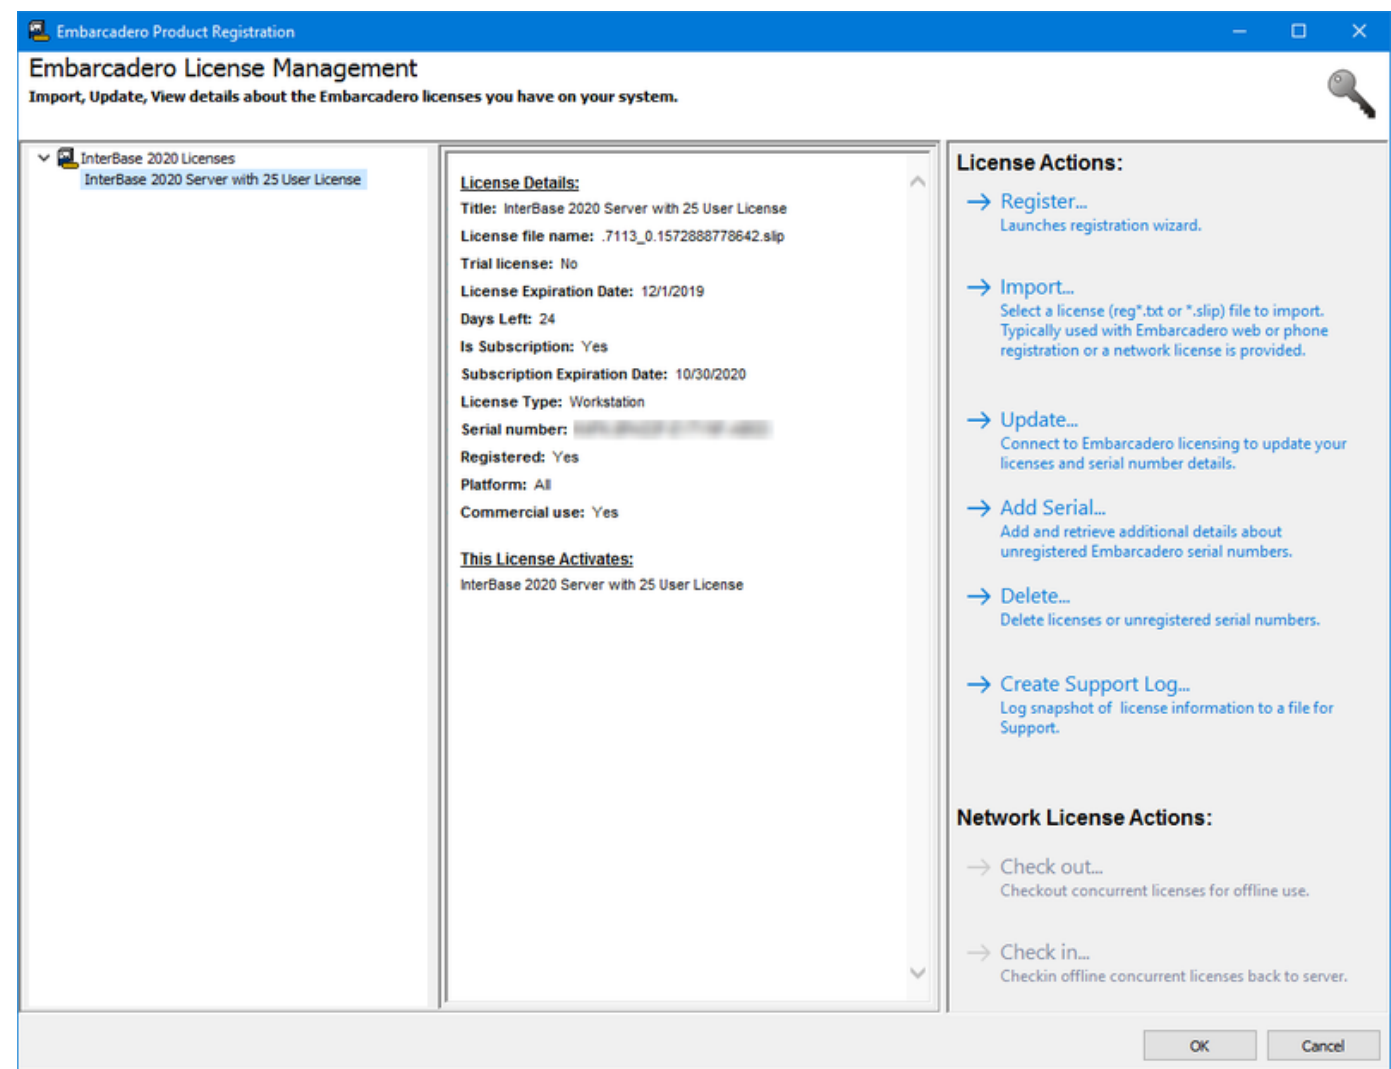 Embarcadero Product Registration
Embarcadero License Management
Import, Update, View details about the Embarcadero licenses you have on your system.
InterBase 2020 Licenses
InterBase 2020 Server with 25 User License
License Details:
Title: InterBase 2020 Server with 25 User License
License file name: .7113_0.1572888778642.slip
Trial license: No
License Expiration Date: 12/1/2019
Days Left: 24
Is Subscription: Yes
Subscription Expiration Date: 10/30/2020
License Type: Workstation
Serial number:
Registered: Yes
Platform: All
Commercial use: Yes
This License Activates:
InterBase 2020 Server with 25 User License
License Actions:
Register...
Launches registration wizard.
Import...
Select a license (reg*.txt or *.slip) file to import.
Typically used with Embarcadero web or phone
registration or a network license is provided.
Update...
Connect to Embarcadero licensing to update your
licenses and serial number details.
Add Serial...
Add and retrieve additional details about
unregistered Embarcadero serial numbers.
Delete...
Delete licenses or unregistered serial numbers.
Create Support Log...
Log snapshot of  license information to a file for
Support.
Network License Actions:
Check out...
Checkout concurrent licenses for offline use.
Check in...
Checkin offline concurrent licenses back to server.
OK
Cancel